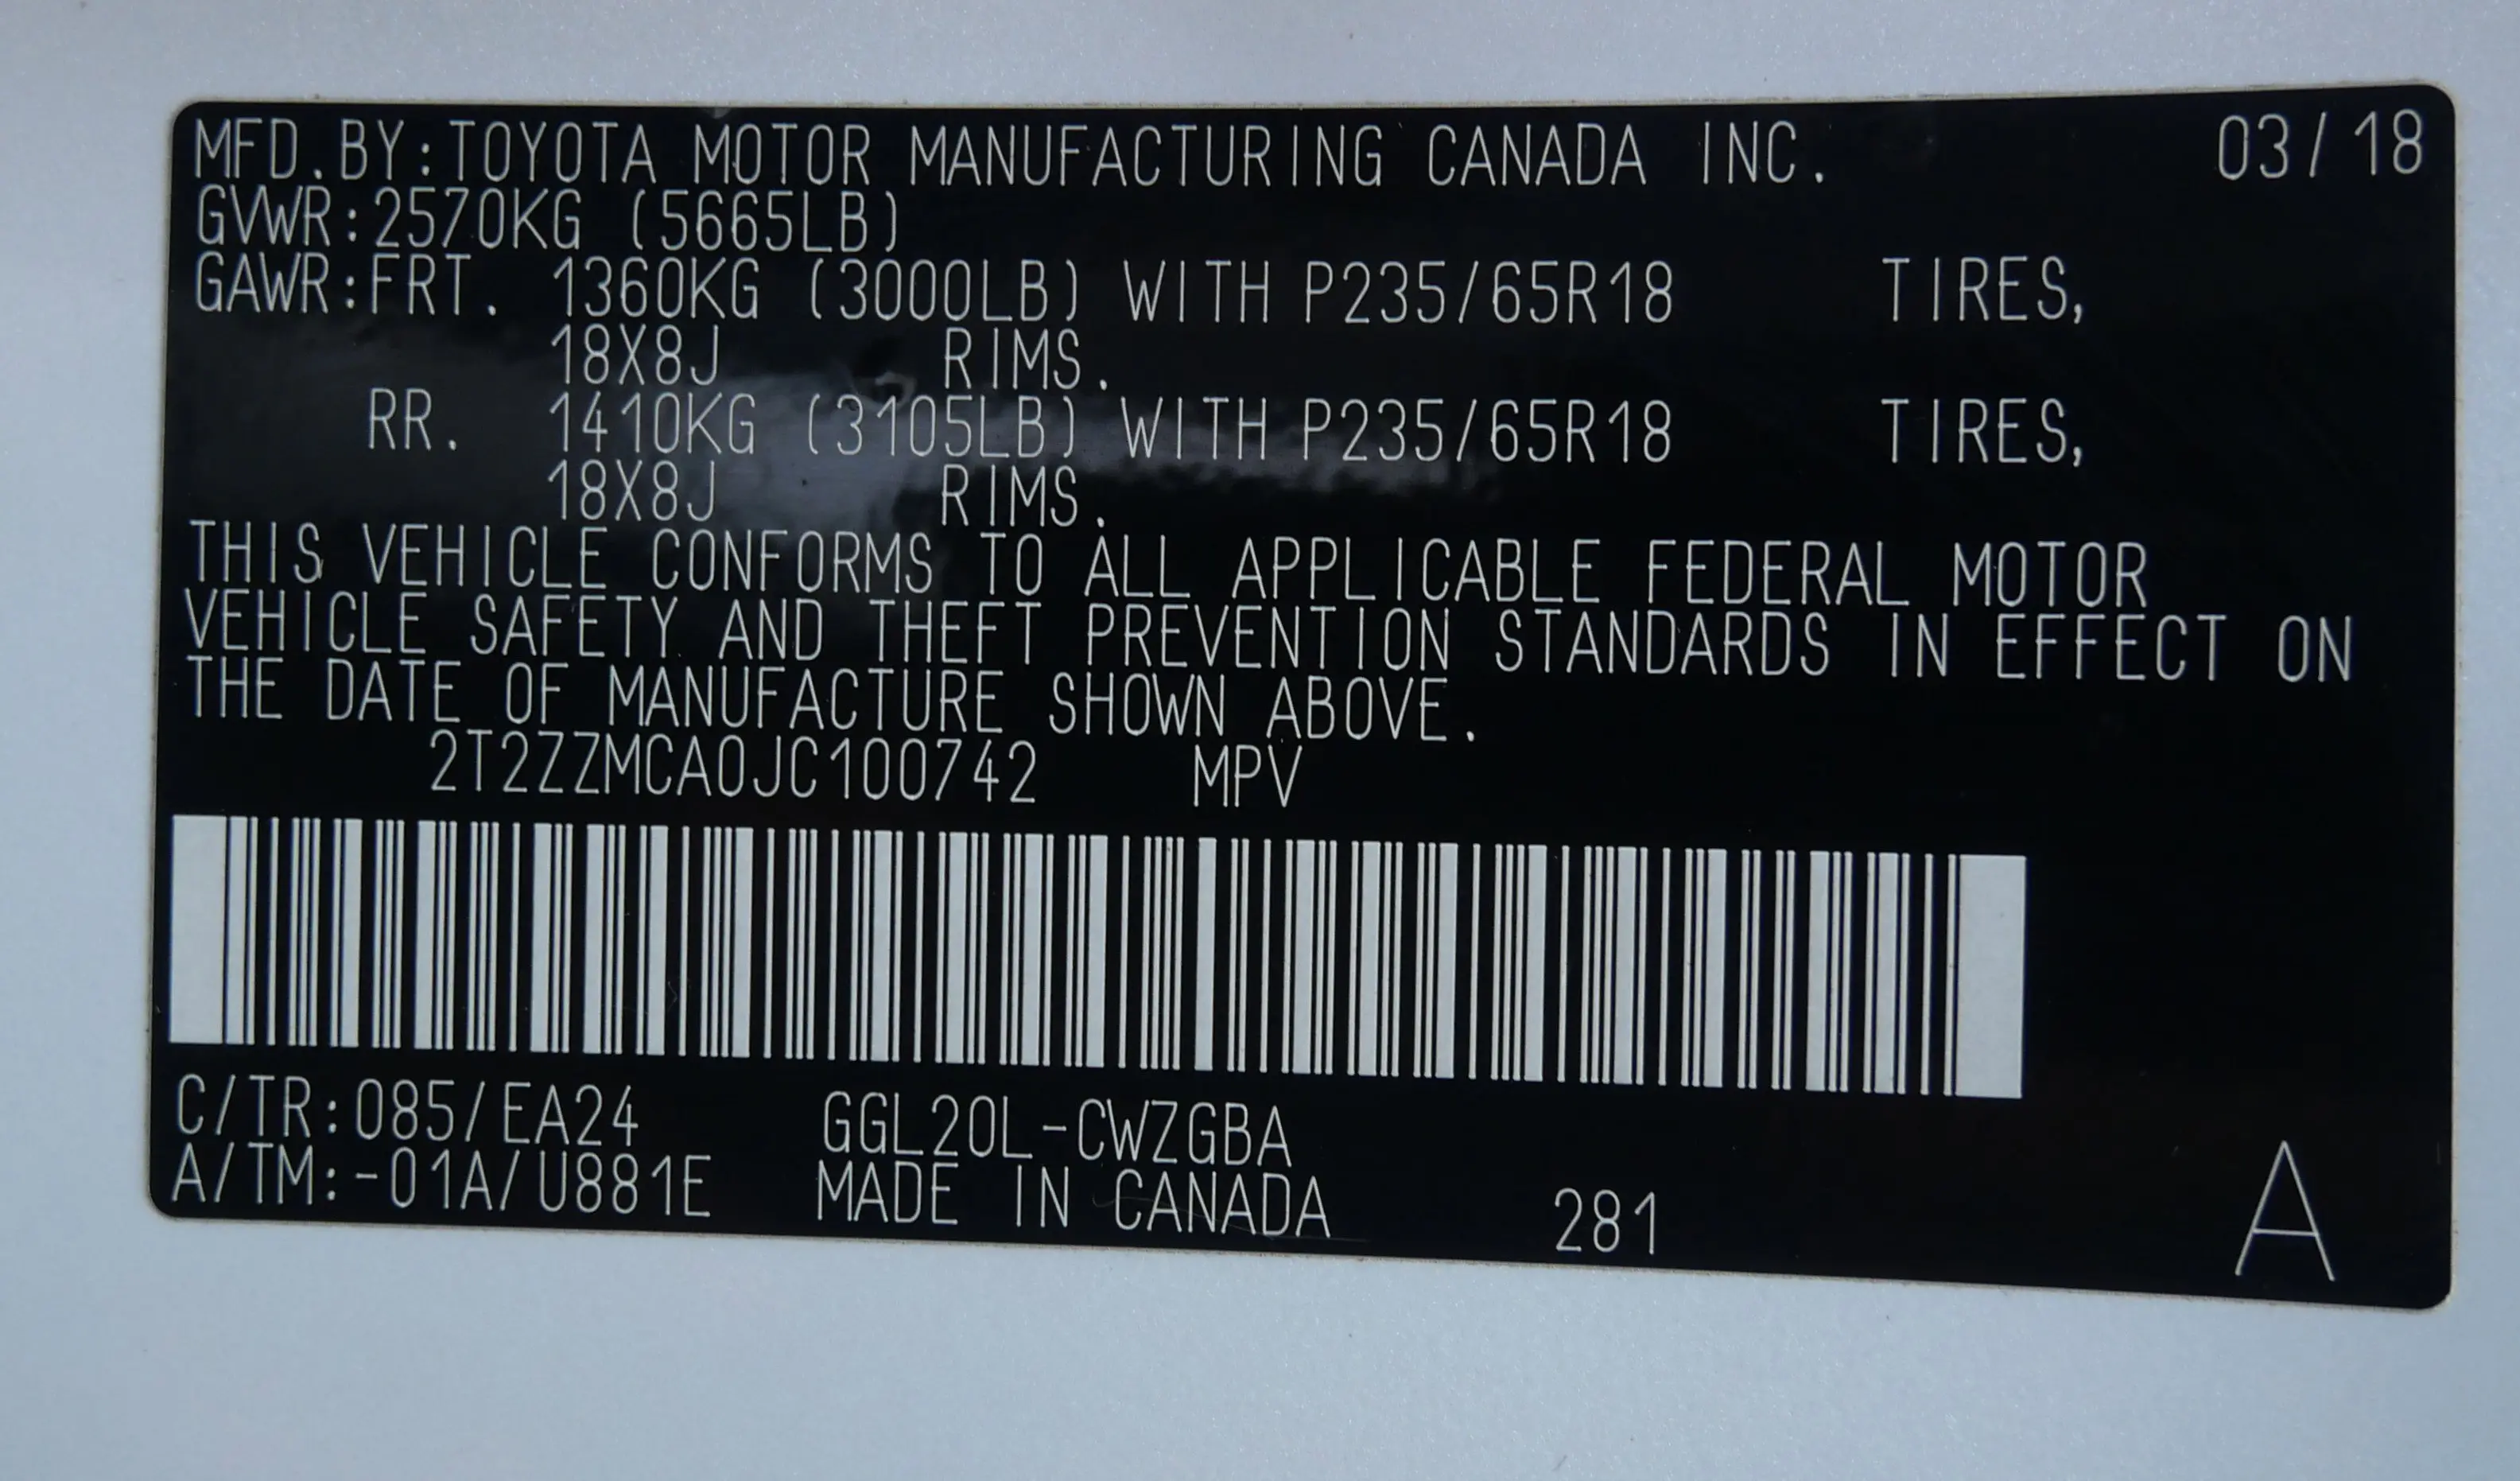 MFD.BY:TOYOTA MOTOR MANUFACTURING CANADA INC. 03/18
GVWR:2570KG (5665LB)
GAWR:FRT. 1360KG (3000LB) WITH P235/65R18 TIRES,
18X8J RIMS.
RR. 1410KG (3105LB) WITH P235/65R18 TIRES,
18X8J RIMS.
THIS VEHICLE CONFORMS TO ALL APPLICABLE FEDERAL MOTOR
VEHICLE SAFETY AND THEFT PREVENTION STANDARDS IN EFFECT ON
THE DATE OF MANUFACTURE SHOWN ABOVE.
2T2ZZMCA0JC100742 MPV
C/TR:085/EA24 GGL20L-CWZGBA
A/TM:-01A/U881E MADE IN CANADA 281 A